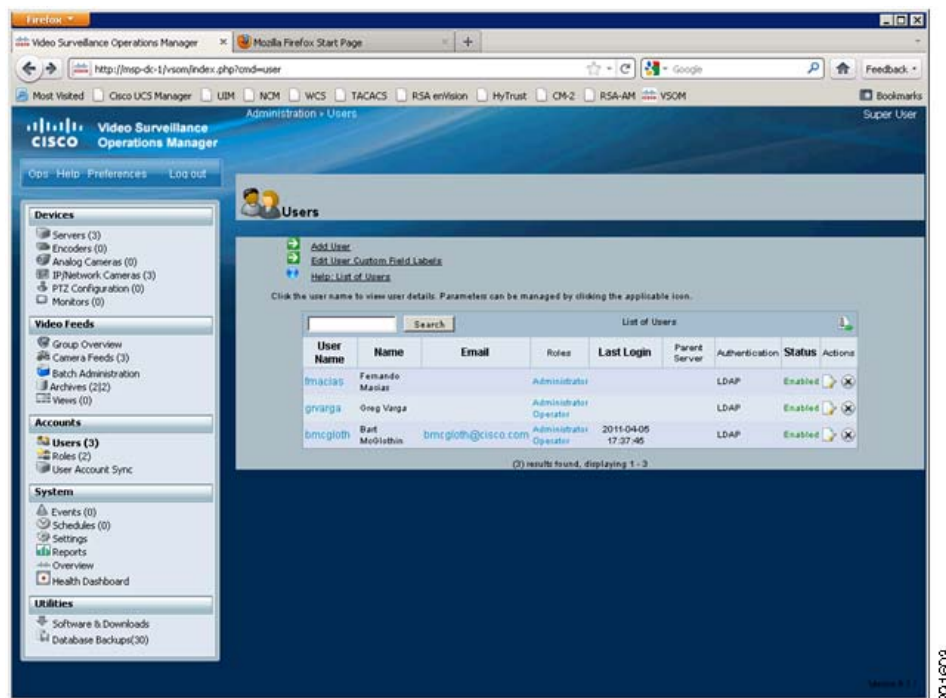 Firefox
Video Surveillance Operations Manager
Mozilla Firefox Start Page
http://msp-dc-1/vsom/index.php?cmd=user
Google
Feedback
Most Visited
Cisco UCS Manager
UIM
NCM
WCS
TACACS
RSA enVision
HyTrust
CM-2
RSA-AM
VSOM
Bookmarks
CISCO
Video Surveillance
Operations Manager
Administration » Users
Super User
Ops Help Preferences Log out
Users
Devices
Servers (3)
Encoders (0)
Analog Cameras (0)
IP/Network Cameras (3)
PTZ Configuration (0)
Monitors (0)
Video Feeds
Group Overview
Camera Feeds (3)
Batch Administration
Archives (2|2)
Views (0)
Accounts
Users (3)
Roles (2)
User Account Sync
System
Events (0)
Schedules (0)
Settings
Reports
Overview
Health Dashboard
Utilities
Software & Downloads
Database Backups(30)
Add User
Edit User Custom Field Labels
Help: List of Users
Click the user name to view user details. Parameters can be managed by clicking the applicable icon.
Search
List of Users
User Name Name Email Roles Last Login Parent Server Authentication Status Actions
fmacias Fernando Macias Administrator LDAP Enabled
grvarga Greg Varga Administrator Operator LDAP Enabled
bmcgloth Bart McGlothin bmcgloth@cisco.com Administrator Operator 2011-04-05 17:37:45 LDAP Enabled
(3) results found, displaying 1 - 3